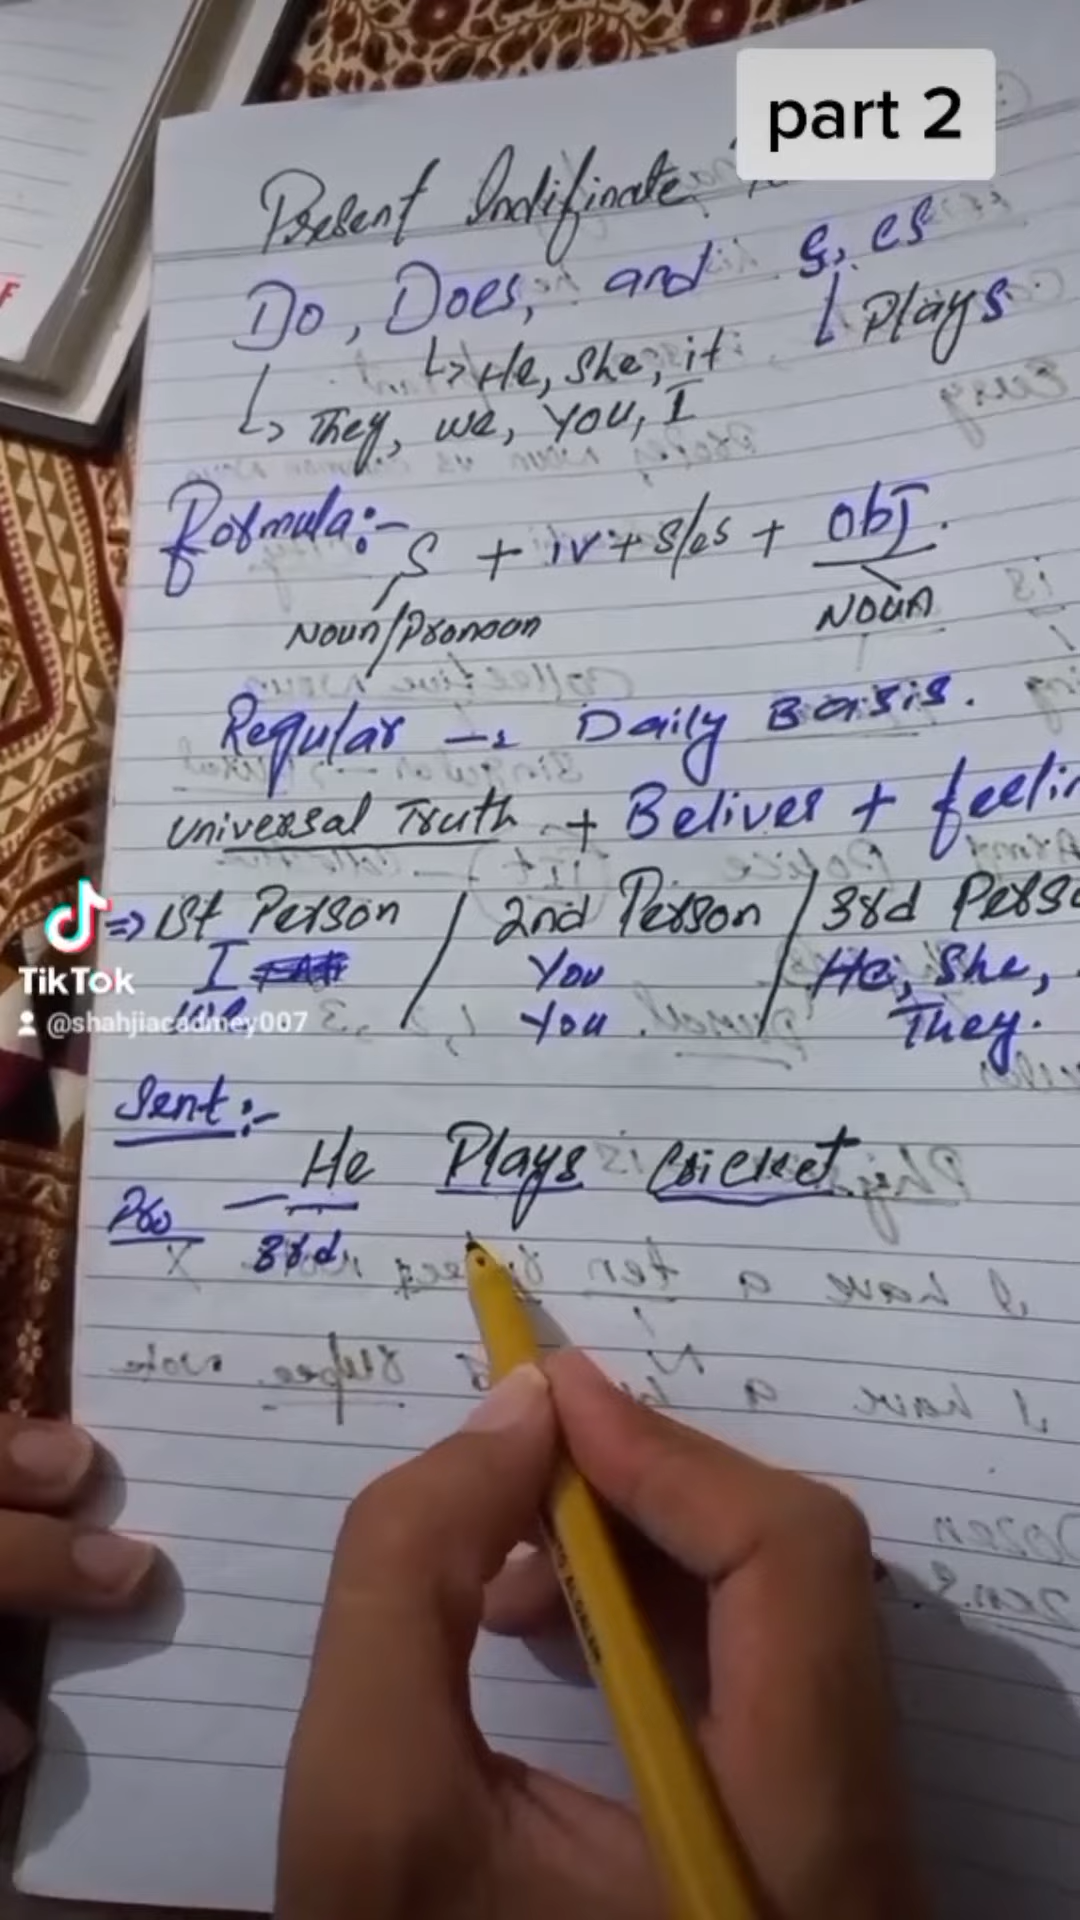 part 2
Present Indifinate
Do, Does, and s, es
Plays
He, She, it
They, we, You, I
Formula:-
S + iv + s/es + obj.
Noun/Pronoun
Noun
Regular → Daily Basis.
universal Truth + Belives + feelin
⇒ 1st Person / 2nd Person / 3rd Perso
I You He, She,
we You They.
TikTok
@shahjiacadmey007
Sent:-
He Plays Cricket
Pro
3rd